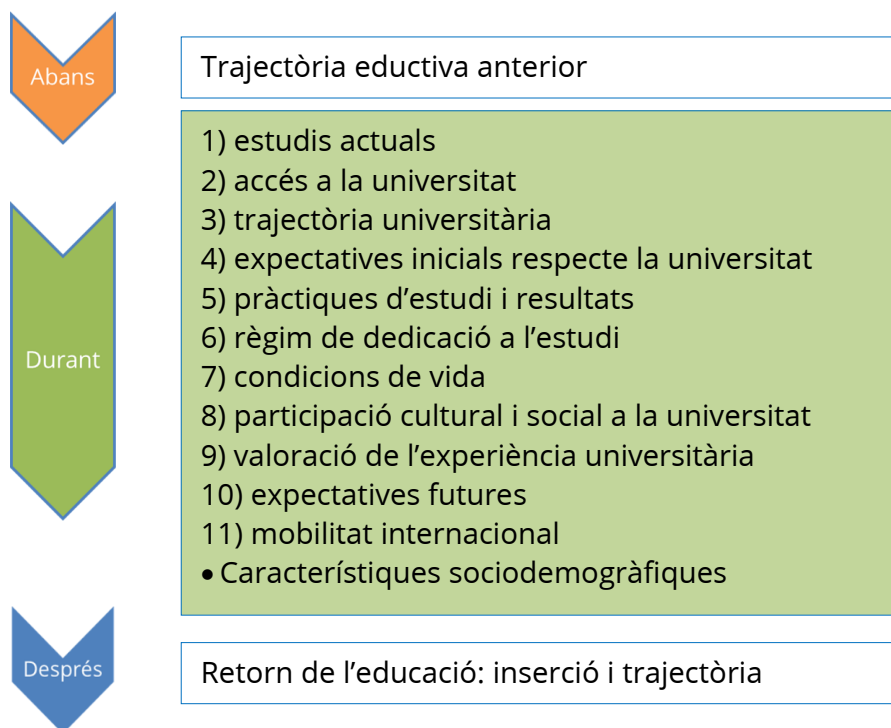 Abans
Trajectòria eductiva anterior
Durant
1) estudis actuals
2) accés a la universitat
3) trajectòria universitària
4) expectatives inicials respecte la universitat
5) pràctiques d’estudi i resultats
6) règim de dedicació a l’estudi
7) condicions de vida
8) participació cultural i social a la universitat
9) valoració de l’experiència universitària
10) expectatives futures
11) mobilitat internacional
• Característiques sociodemogràfiques
Després
Retorn de l’educació: inserció i trajectòria